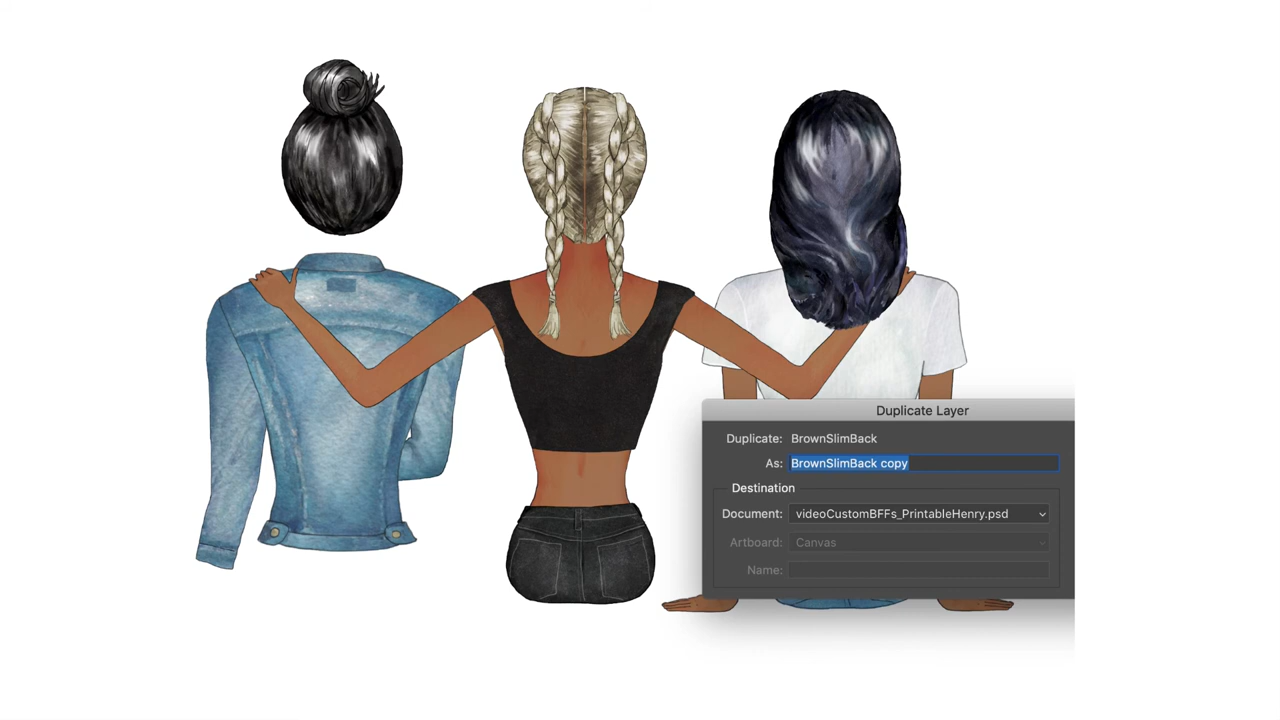 Duplicate Layer
Duplicate: BrownSlimBack
As: BrownSlimBack copy
Destination
Document: videoCustomBFFs_PrintableHenry.psd
Artboard: Canvas
Name: